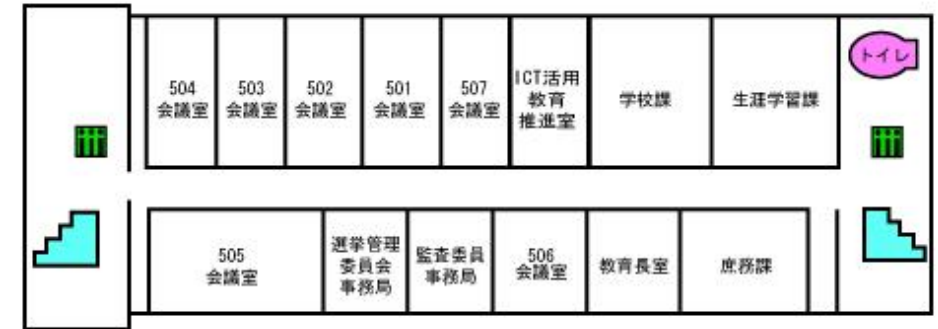 504
会議室
503
会議室
502
会議室
501
会議室
507
会議室
ICT活用
教育
推進室
学校課
生涯学習課
トイレ
505
会議室
選挙管理
委員会
事務局
監査委員
事務局
506
会議室
教育長室
庶務課